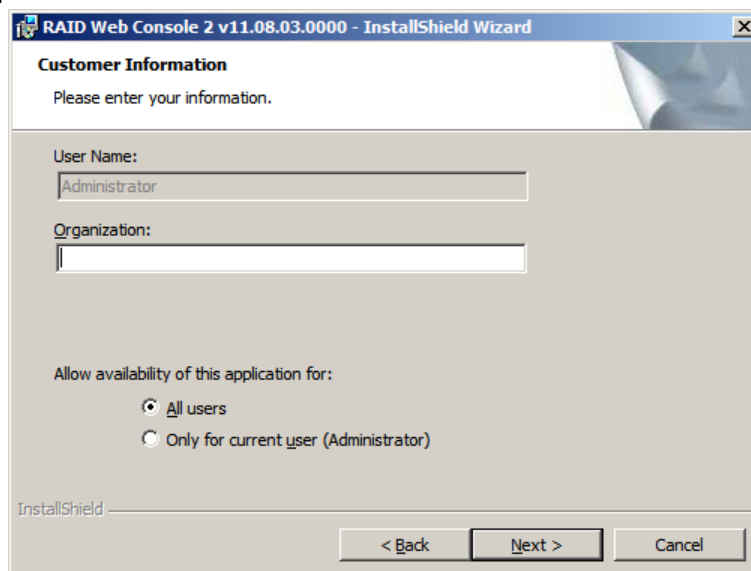 RAID Web Console 2 v11.08.03.0000 - InstallShield Wizard
Customer Information
Please enter your information.
User Name:
Administrator
Organization:
Allow availability of this application for:
All users
Only for current user (Administrator)
InstallShield
< Back Next > Cancel